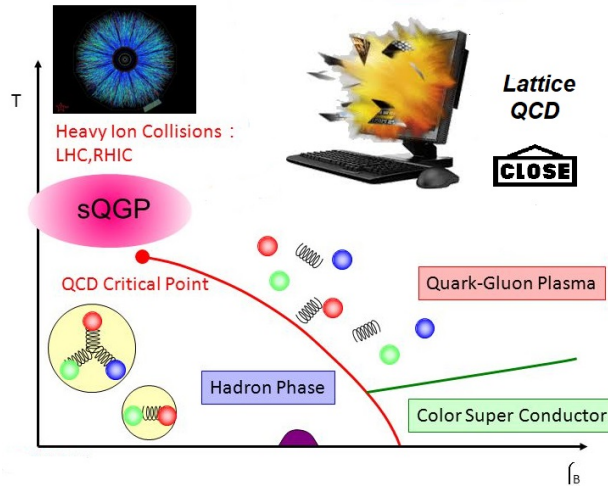 T
Heavy Ion Collisions :
LHC,RHIC
Lattice
QCD
CLOSE
sQGP
QCD Critical Point
Quark-Gluon Plasma
Hadron Phase
Color Super Conductor
⌠B